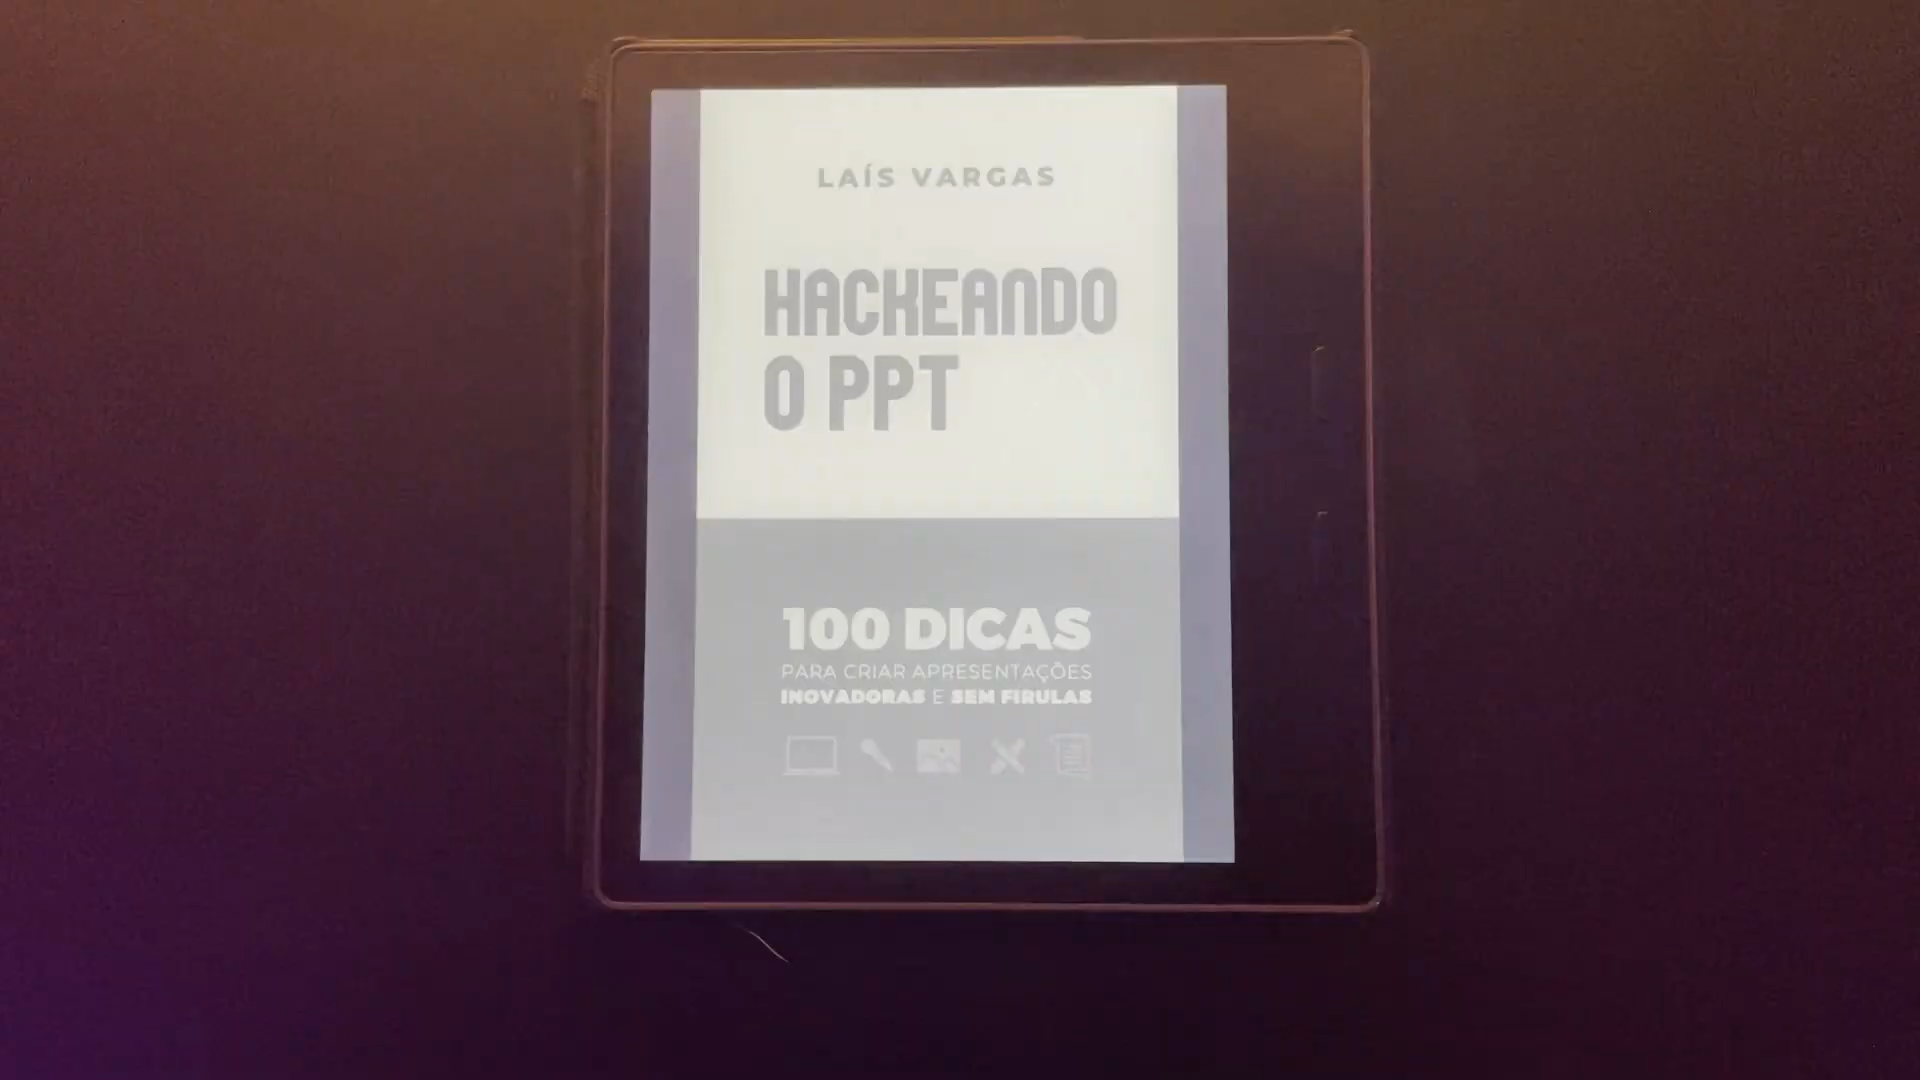 LAÍS VARGAS
HACKEANDO
O PPT
100 DICAS
PARA CRIAR APRESENTAÇÕES
INOVADORAS E SEM FIRULAS